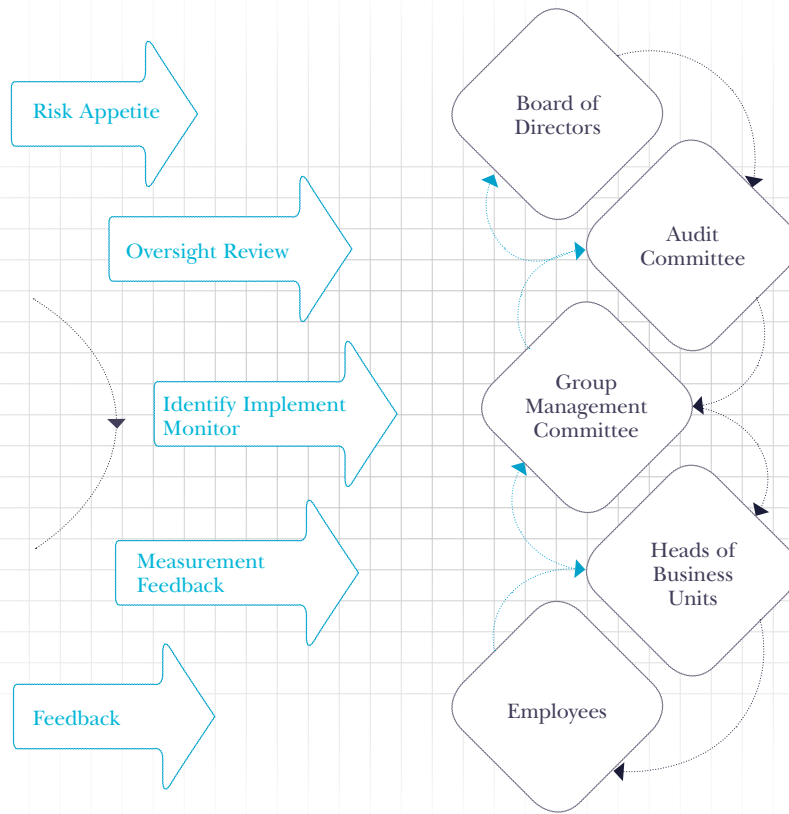 Risk Appetite
Board of
Directors
Oversight Review
Audit
Committee
Identify Implement
Monitor
Group
Management
Committee
Measurement
Feedback
Heads of
Business
Units
Feedback
Employees